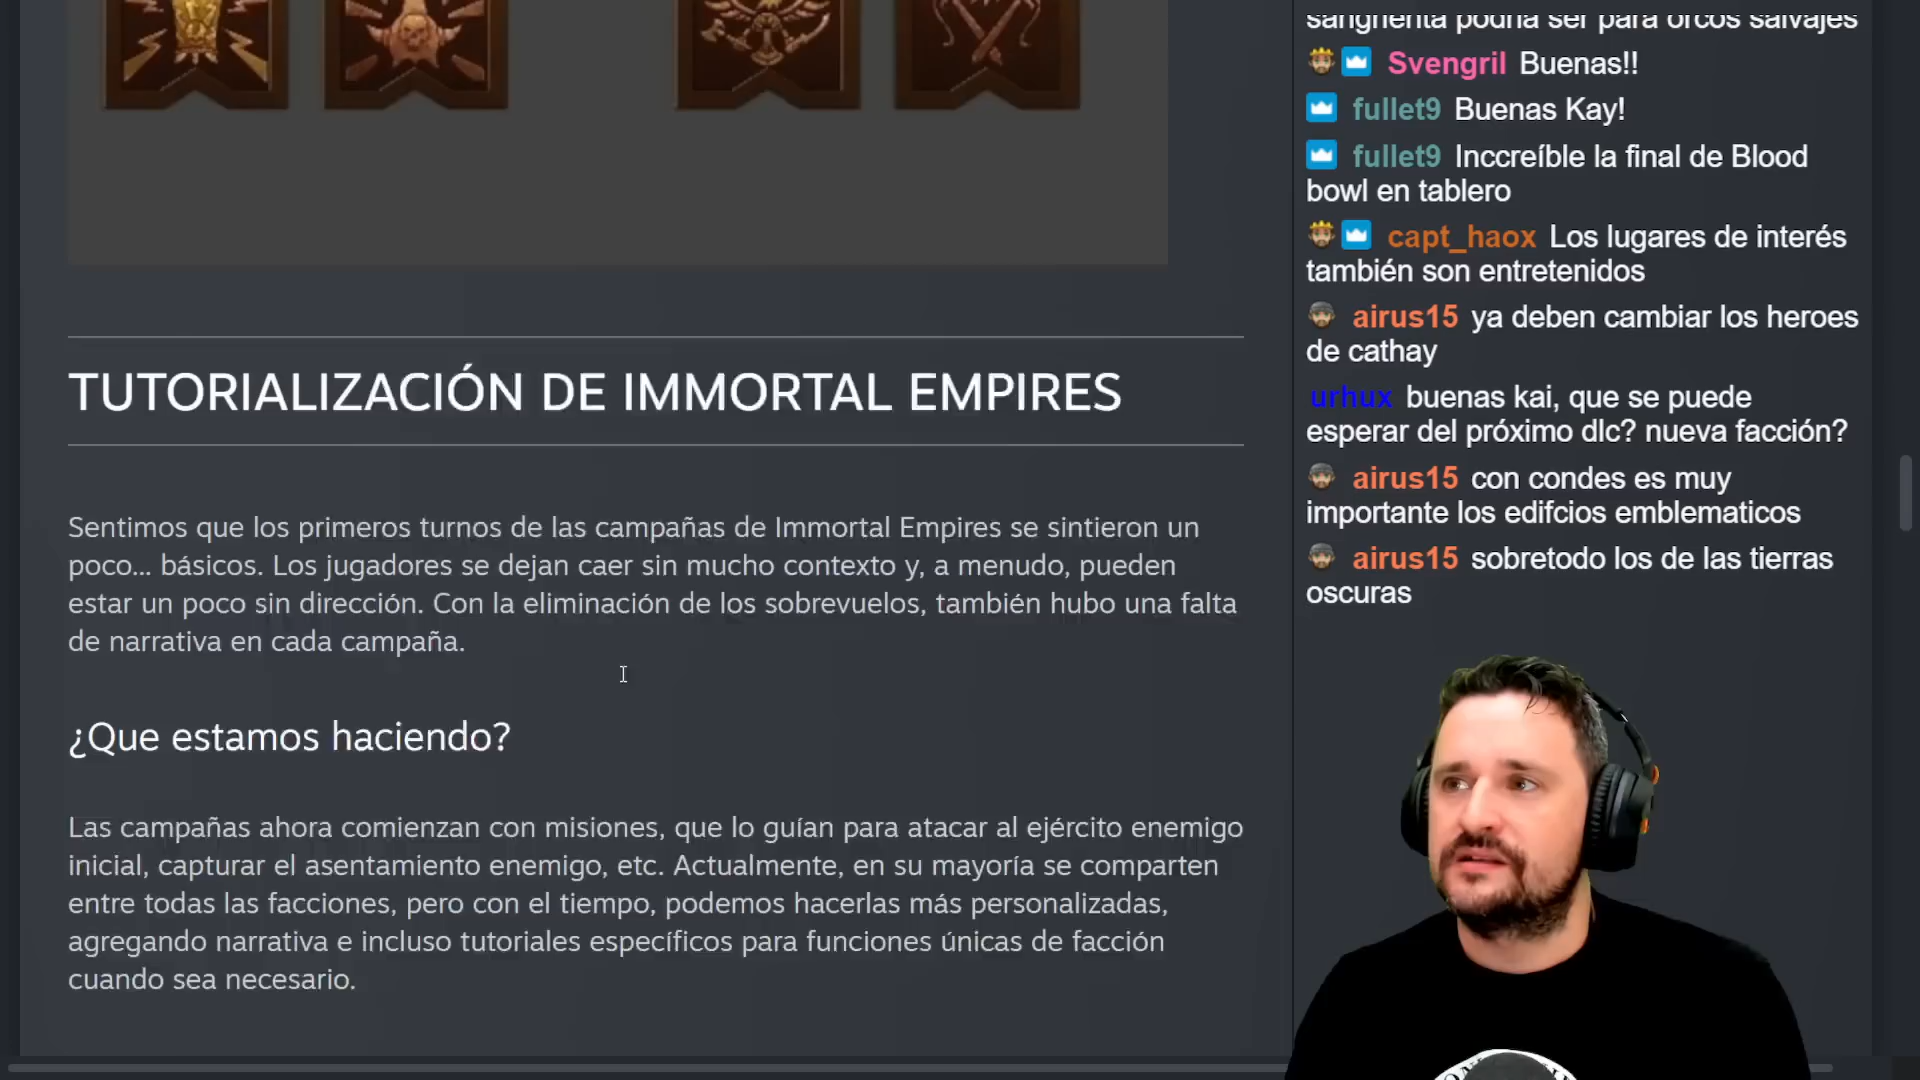 TUTORIALIZACIÓN DE IMMORTAL EMPIRES
Sentimos que los primeros turnos de las campañas de Immortal Empires se sintieron un
poco... básicos. Los jugadores se dejan caer sin mucho contexto y, a menudo, pueden
estar un poco sin dirección. Con la eliminación de los sobrevuelos, también hubo una falta
de narrativa en cada campaña.
¿Que estamos haciendo?
Las campañas ahora comienzan con misiones, que lo guían para atacar al ejército enemigo
inicial, capturar el asentamiento enemigo, etc. Actualmente, en su mayoría se comparten
entre todas las facciones, pero con el tiempo, podemos hacerlas más personalizadas,
agregando narrativa e incluso tutoriales específicos para funciones únicas de facción
cuando sea necesario.
sangrienta podria ser para orcos salvajes
Svengril Buenas!!
fullet9 Buenas Kay!
fullet9 Inccreíble la final de Blood
bowl en tablero
capt_haox Los lugares de interés
también son entretenidos
airus15 ya deben cambiar los heroes
de cathay
urhux buenas kai, que se puede
esperar del próximo dlc? nueva facción?
airus15 con condes es muy
importante los edifcios emblematicos
airus15 sobretodo los de las tierras
oscuras